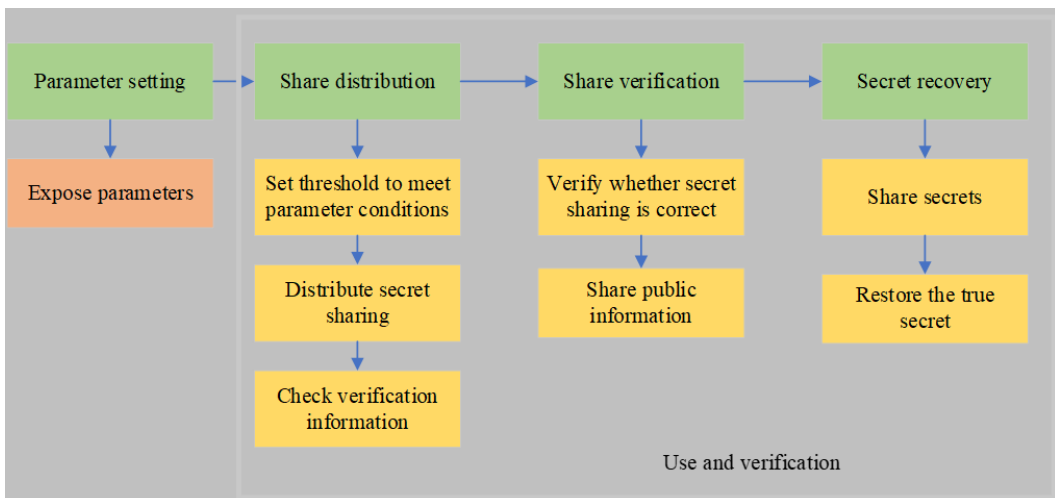 Parameter setting
Share distribution
Share verification
Secret recovery
Expose parameters
Set threshold to meet
parameter conditions
Verify whether secret
sharing is correct
Share secrets
Distribute secret
sharing
Share public
information
Restore the true
secret
Check verification
information
Use and verification